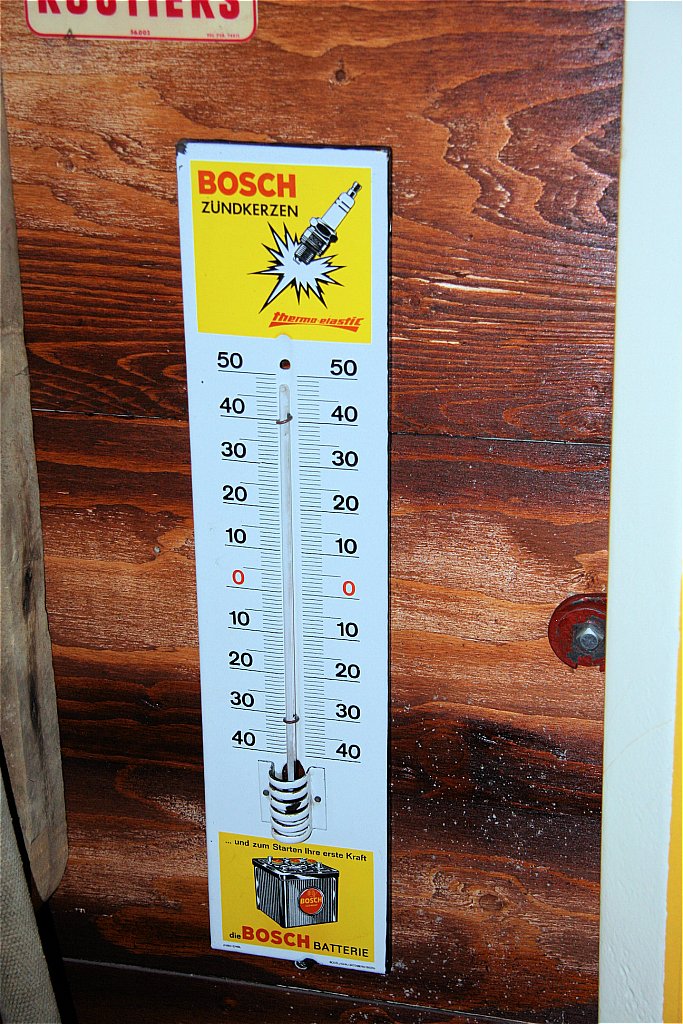 ROUTIERS
BOSCH
ZÜNDKERZEN
thermo-elastic
50 50
40 40
30 30
20 20
10 10
0 0
10 10
20 20
30 30
40 40
... und zum Starten Ihre erste Kraft
BOSCH
die BOSCH BATTERIE